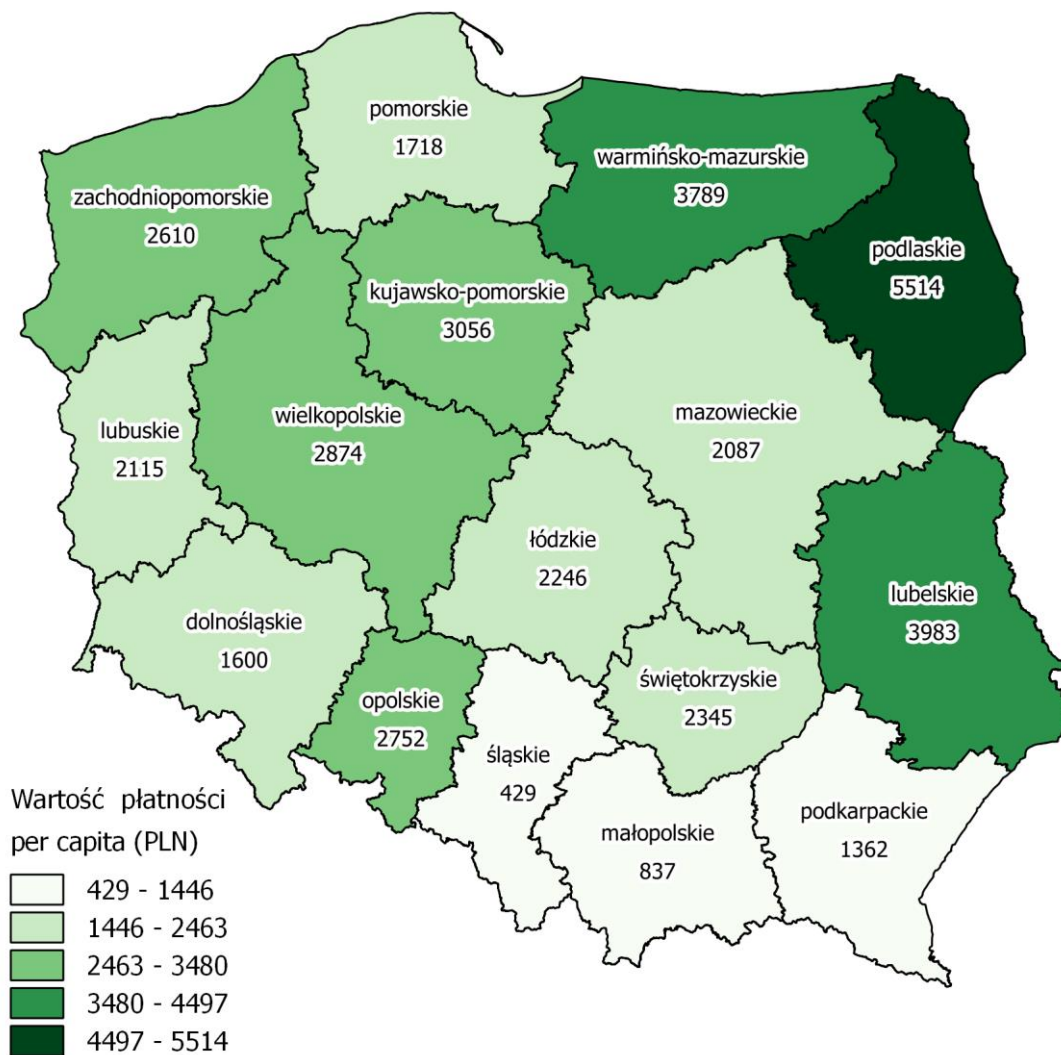 pomorskie
1718
warmińsko-mazurskie
3789
zachodniopomorskie
2610
podlaskie
5514
kujawsko-pomorskie
3056
wielkopolskie
2874
mazowieckie
2087
lubuskie
2115
łódzkie
2246
lubelskie
3983
dolnośląskie
1600
świętokrzyskie
2345
opolskie
2752
śląskie
429
małopolskie
837
podkarpackie
1362
Wartość płatności
per capita (PLN)
429 - 1446
1446 - 2463
2463 - 3480
3480 - 4497
4497 - 5514